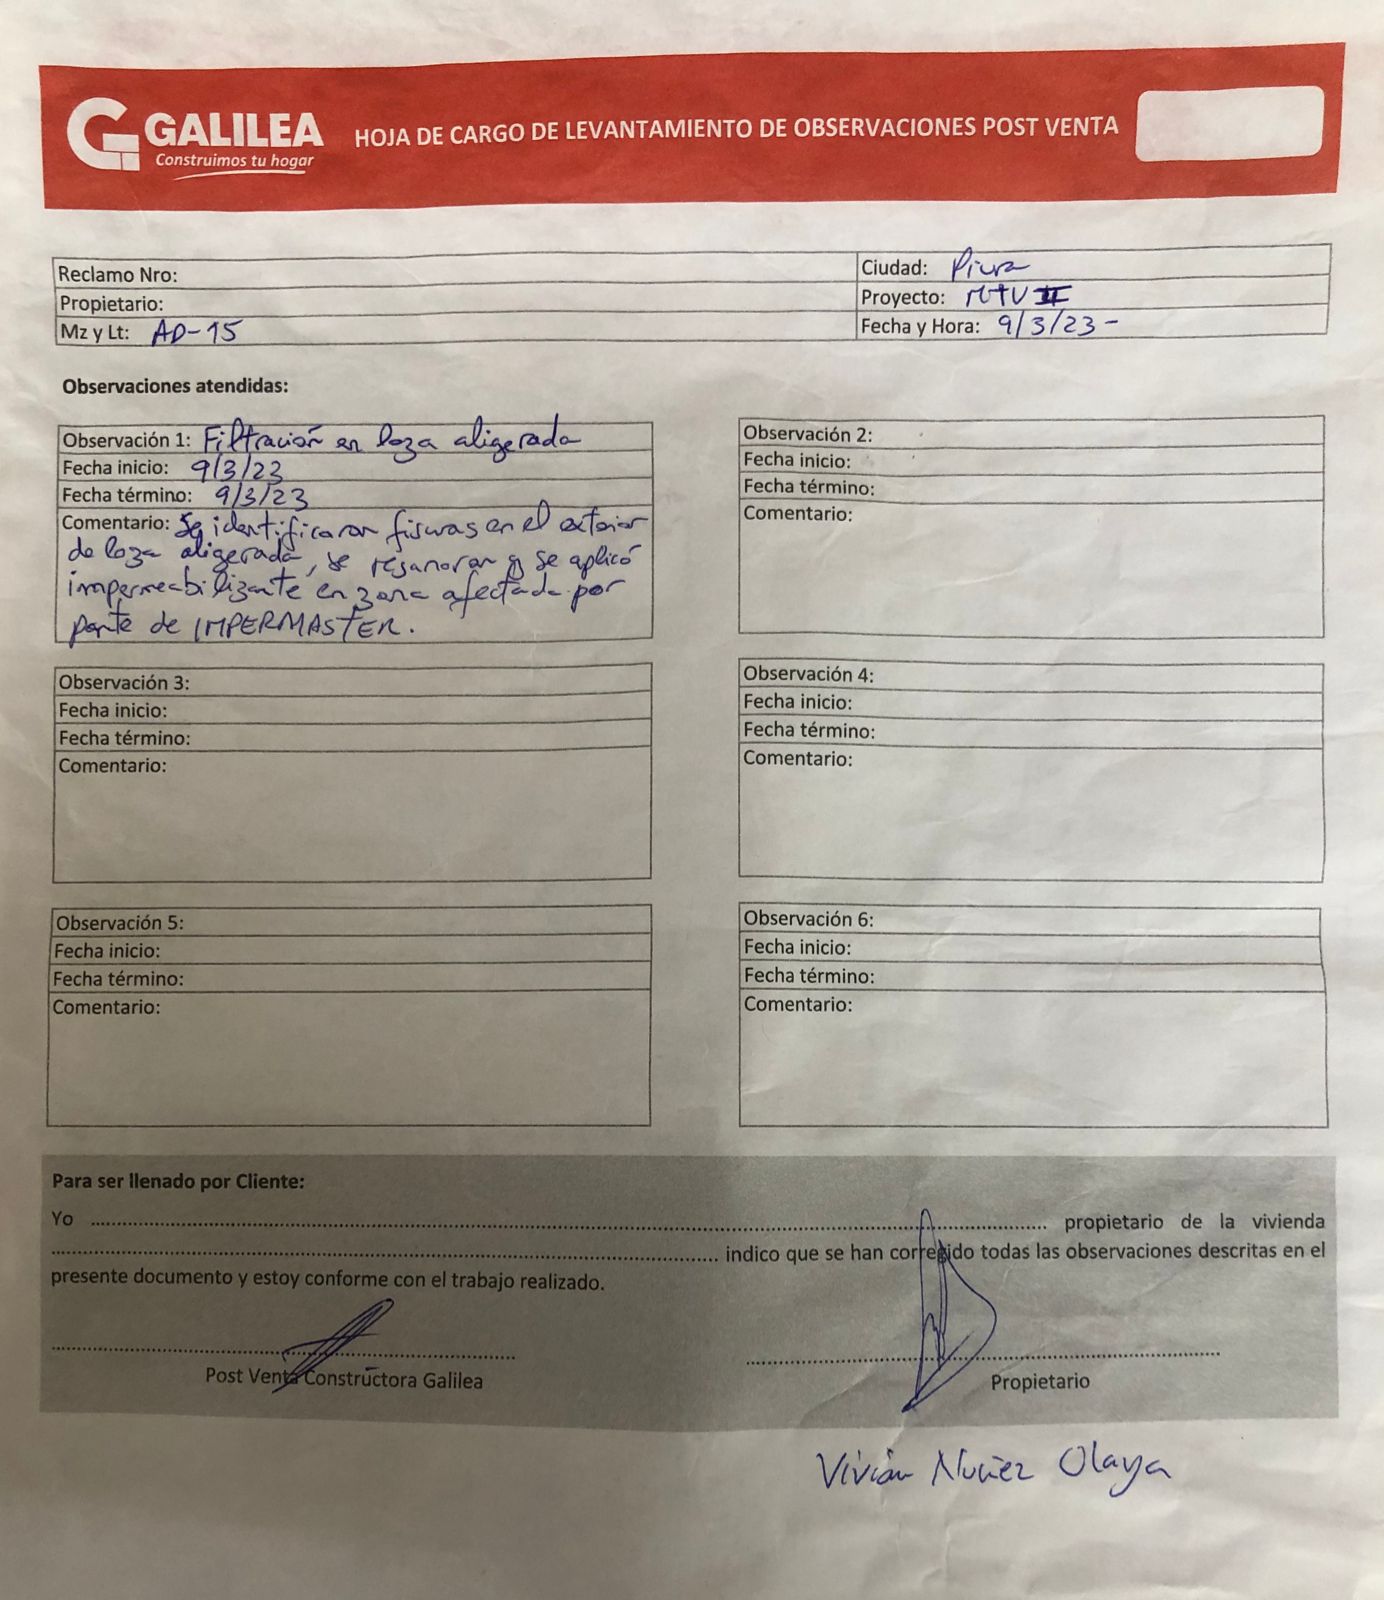 GALILEA
Construimos tu hogar
HOJA DE CARGO DE LEVANTAMIENTO DE OBSERVACIONES POST VENTA
Reclamo Nro:
Ciudad: Piura
Propietario:
Proyecto: MTV II
Mz y Lt: AD-15
Fecha y Hora: 9/3/23-
Observaciones atendidas:
Observación 1: Filtración en loza aligerada
Fecha inicio: 9/3/23
Fecha término: 9/3/23
Comentario: Se identificaron fisuras en el exterior
de loza aligerada, se resanaron y se aplicó
impermeabilizante en zona afectada por
parte de IMPERMASTER.
Observación 2:
Fecha inicio:
Fecha término:
Comentario:
Observación 3:
Fecha inicio:
Fecha término:
Comentario:
Observación 4:
Fecha inicio:
Fecha término:
Comentario:
Observación 5:
Fecha inicio:
Fecha término:
Comentario:
Observación 6:
Fecha inicio:
Fecha término:
Comentario:
Para ser llenado por Cliente:
Yo ........................................ propietario de la vivienda
........................................ indico que se han corregido todas las observaciones descritas en el
presente documento y estoy conforme con el trabajo realizado.
Post Venta Constructora Galilea
Propietario
Vivian Nuñez Olaya